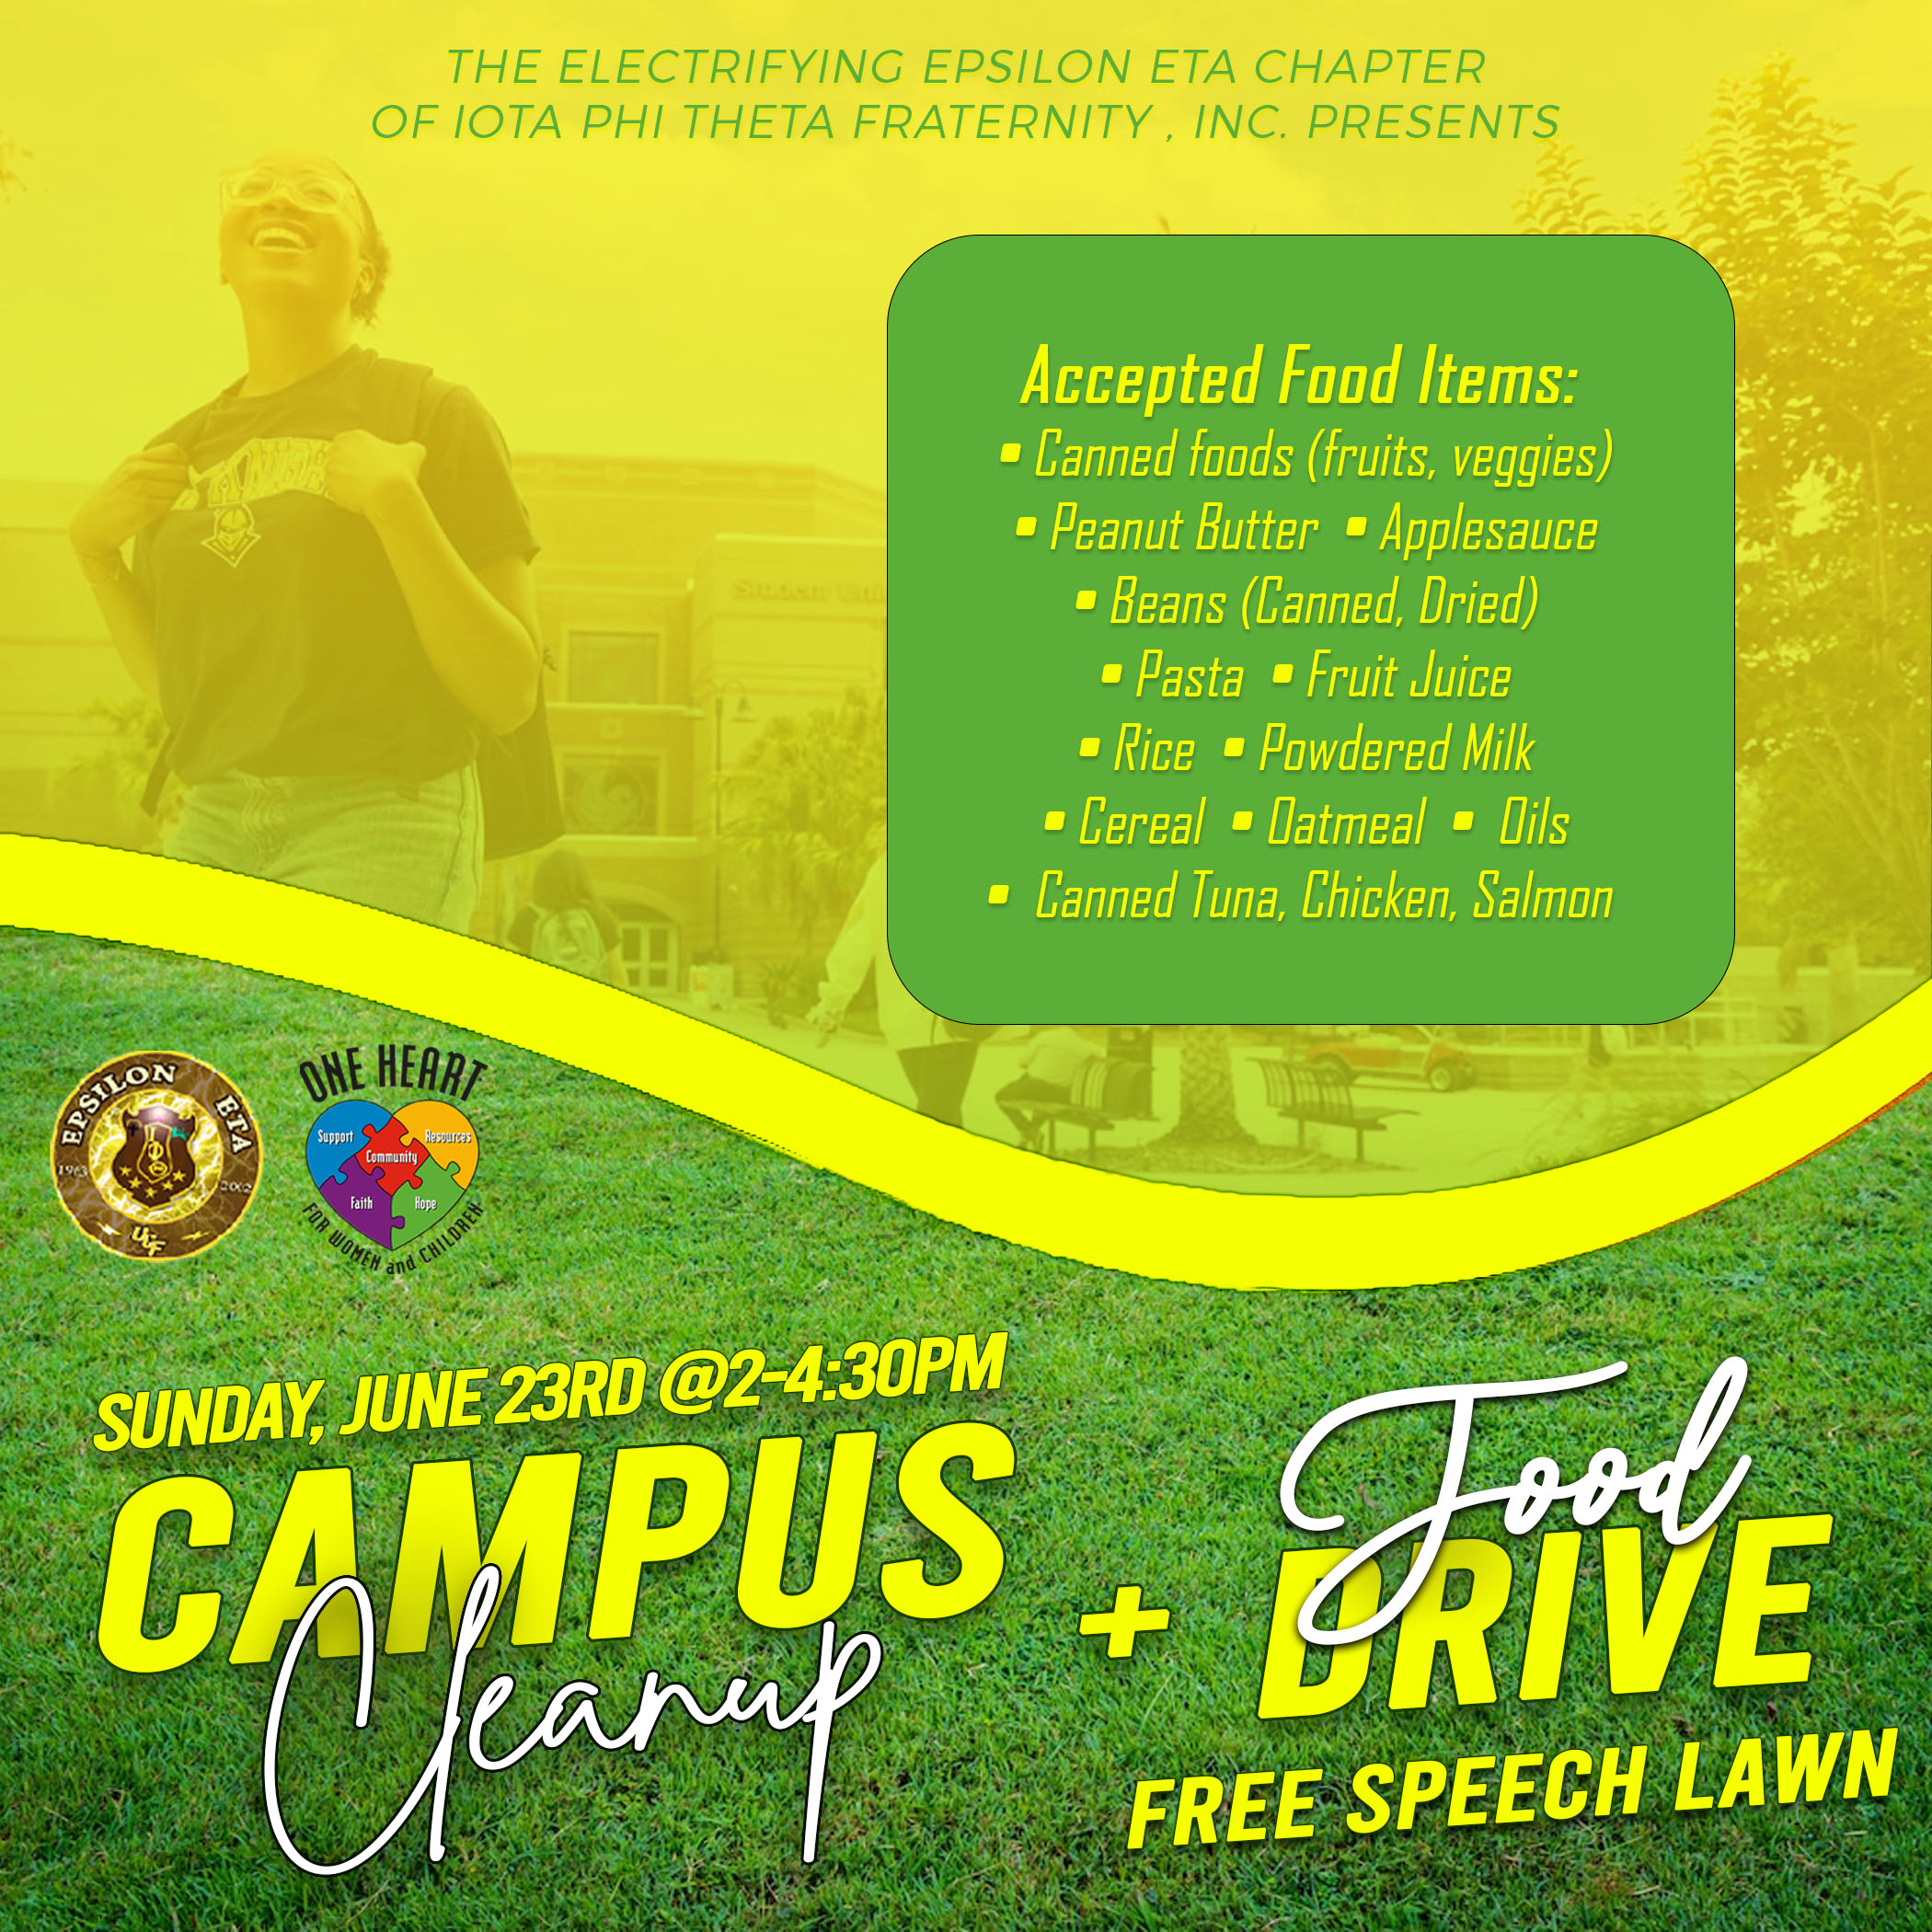 THE ELECTRIFYING EPSILON ETA CHAPTER
OF IOTA PHI THETA FRATERNITY , INC. PRESENTS
Accepted Food Items:
▪ Canned foods (fruits, veggies)
▪ Peanut Butter ▪ Applesauce
▪ Beans (Canned, Dried)
▪ Pasta ▪ Fruit Juice
▪ Rice ▪ Powdered Milk
▪ Cereal ▪ Oatmeal ▪ Oils
▪ Canned Tuna, Chicken, Salmon
Student
EPSILON ETA
1963 2002
UCF
ONE HEART
Support
Resources
Community
Faith
Hope
FOR WOMEN and CHILDREN
SUNDAY, JUNE 23RD @2-4:30PM
CAMPUS
Cleanup
+
Food
DRIVE
FREE SPEECH LAWN